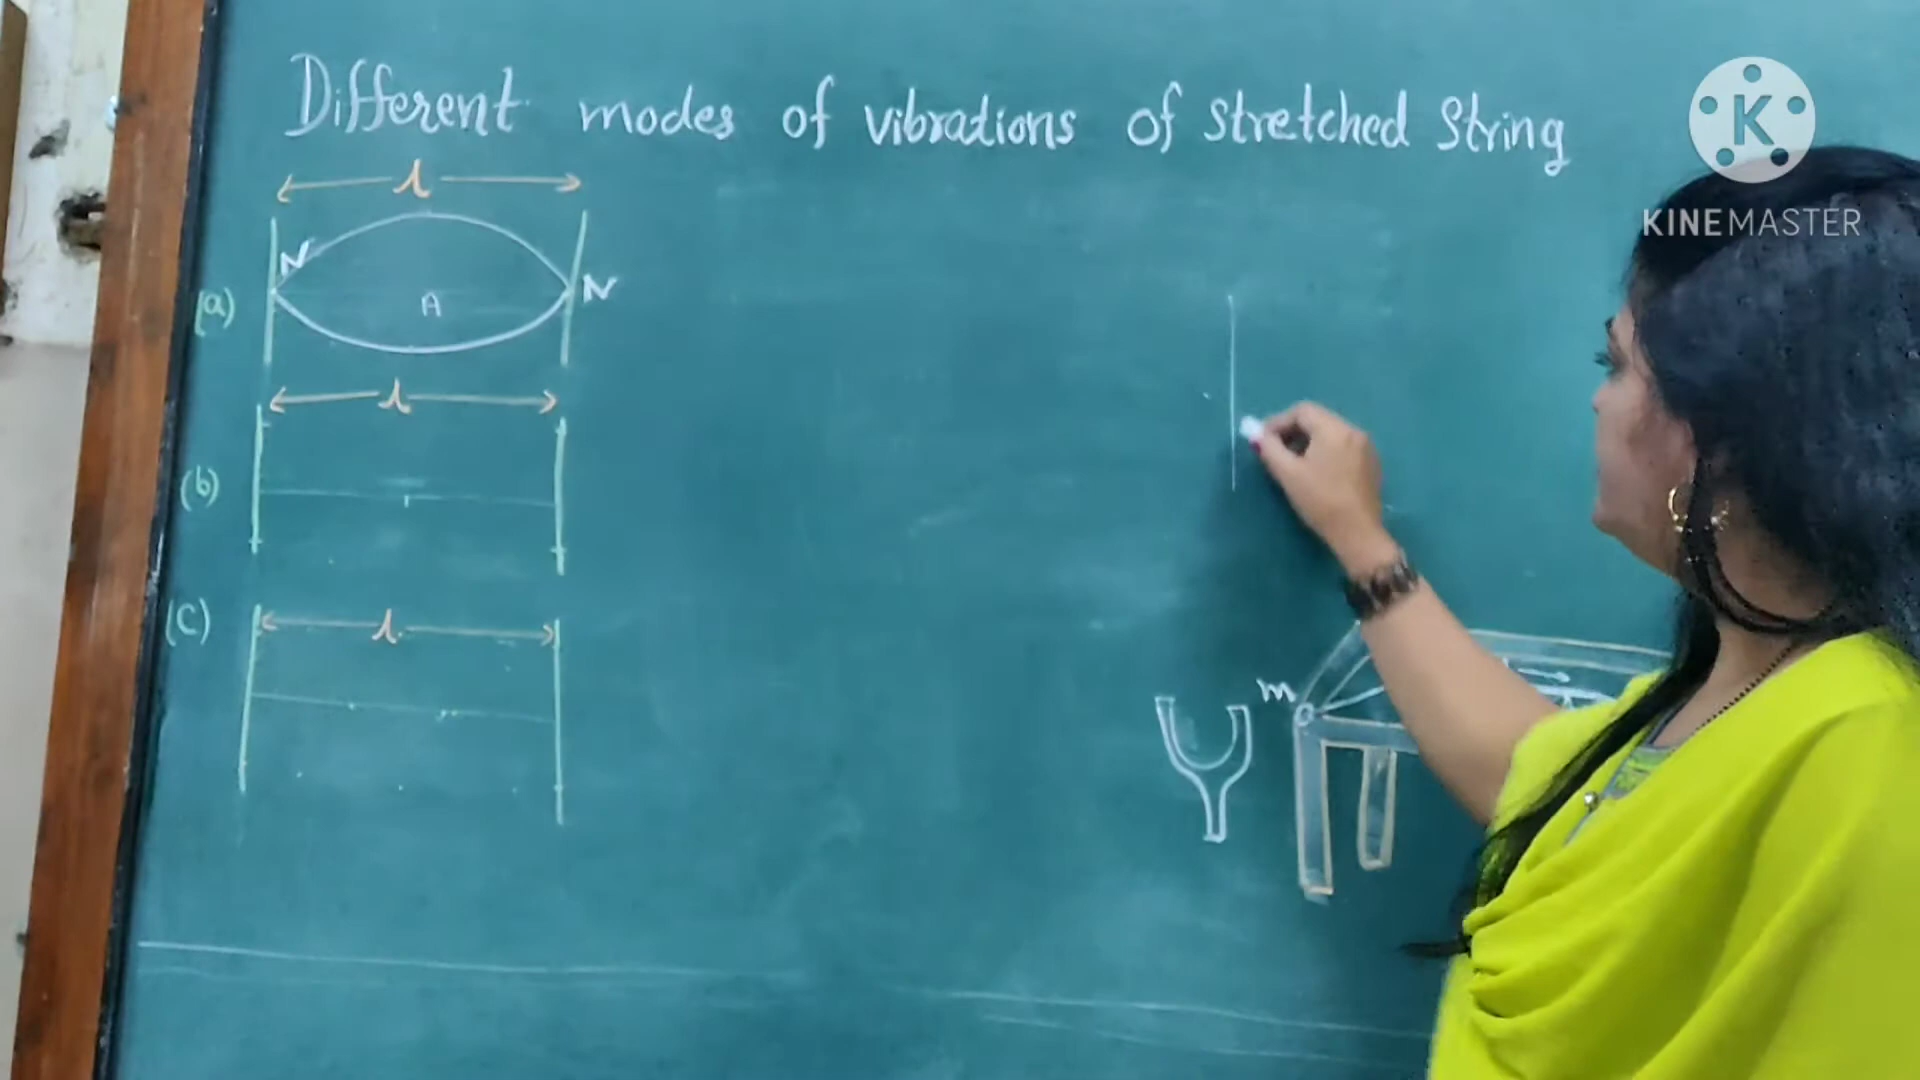 Different modes of vibrations of stretched string
K
KINEMASTER
l
N
N
(a)
A
l
(b)
(c)
l
m